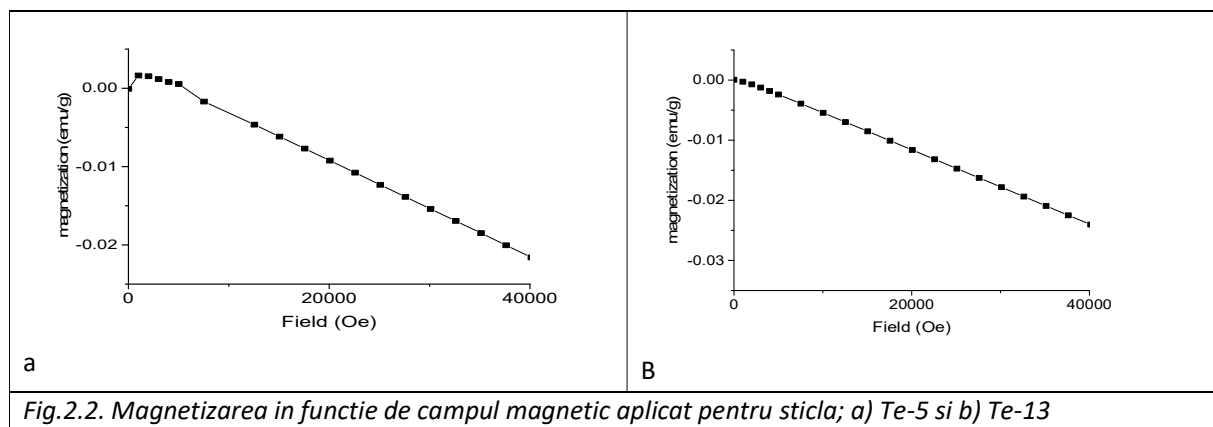 magnetization (emu/g)
0.00
-0.01
-0.02
0
20000
40000
Field (Oe)
a
magnetization (emu/g)
0.00
-0.01
-0.02
-0.03
0
20000
40000
Field (Oe)
B
Fig.2.2. Magnetizarea in functie de campul magnetic aplicat pentru sticla; a) Te-5 si b) Te-13